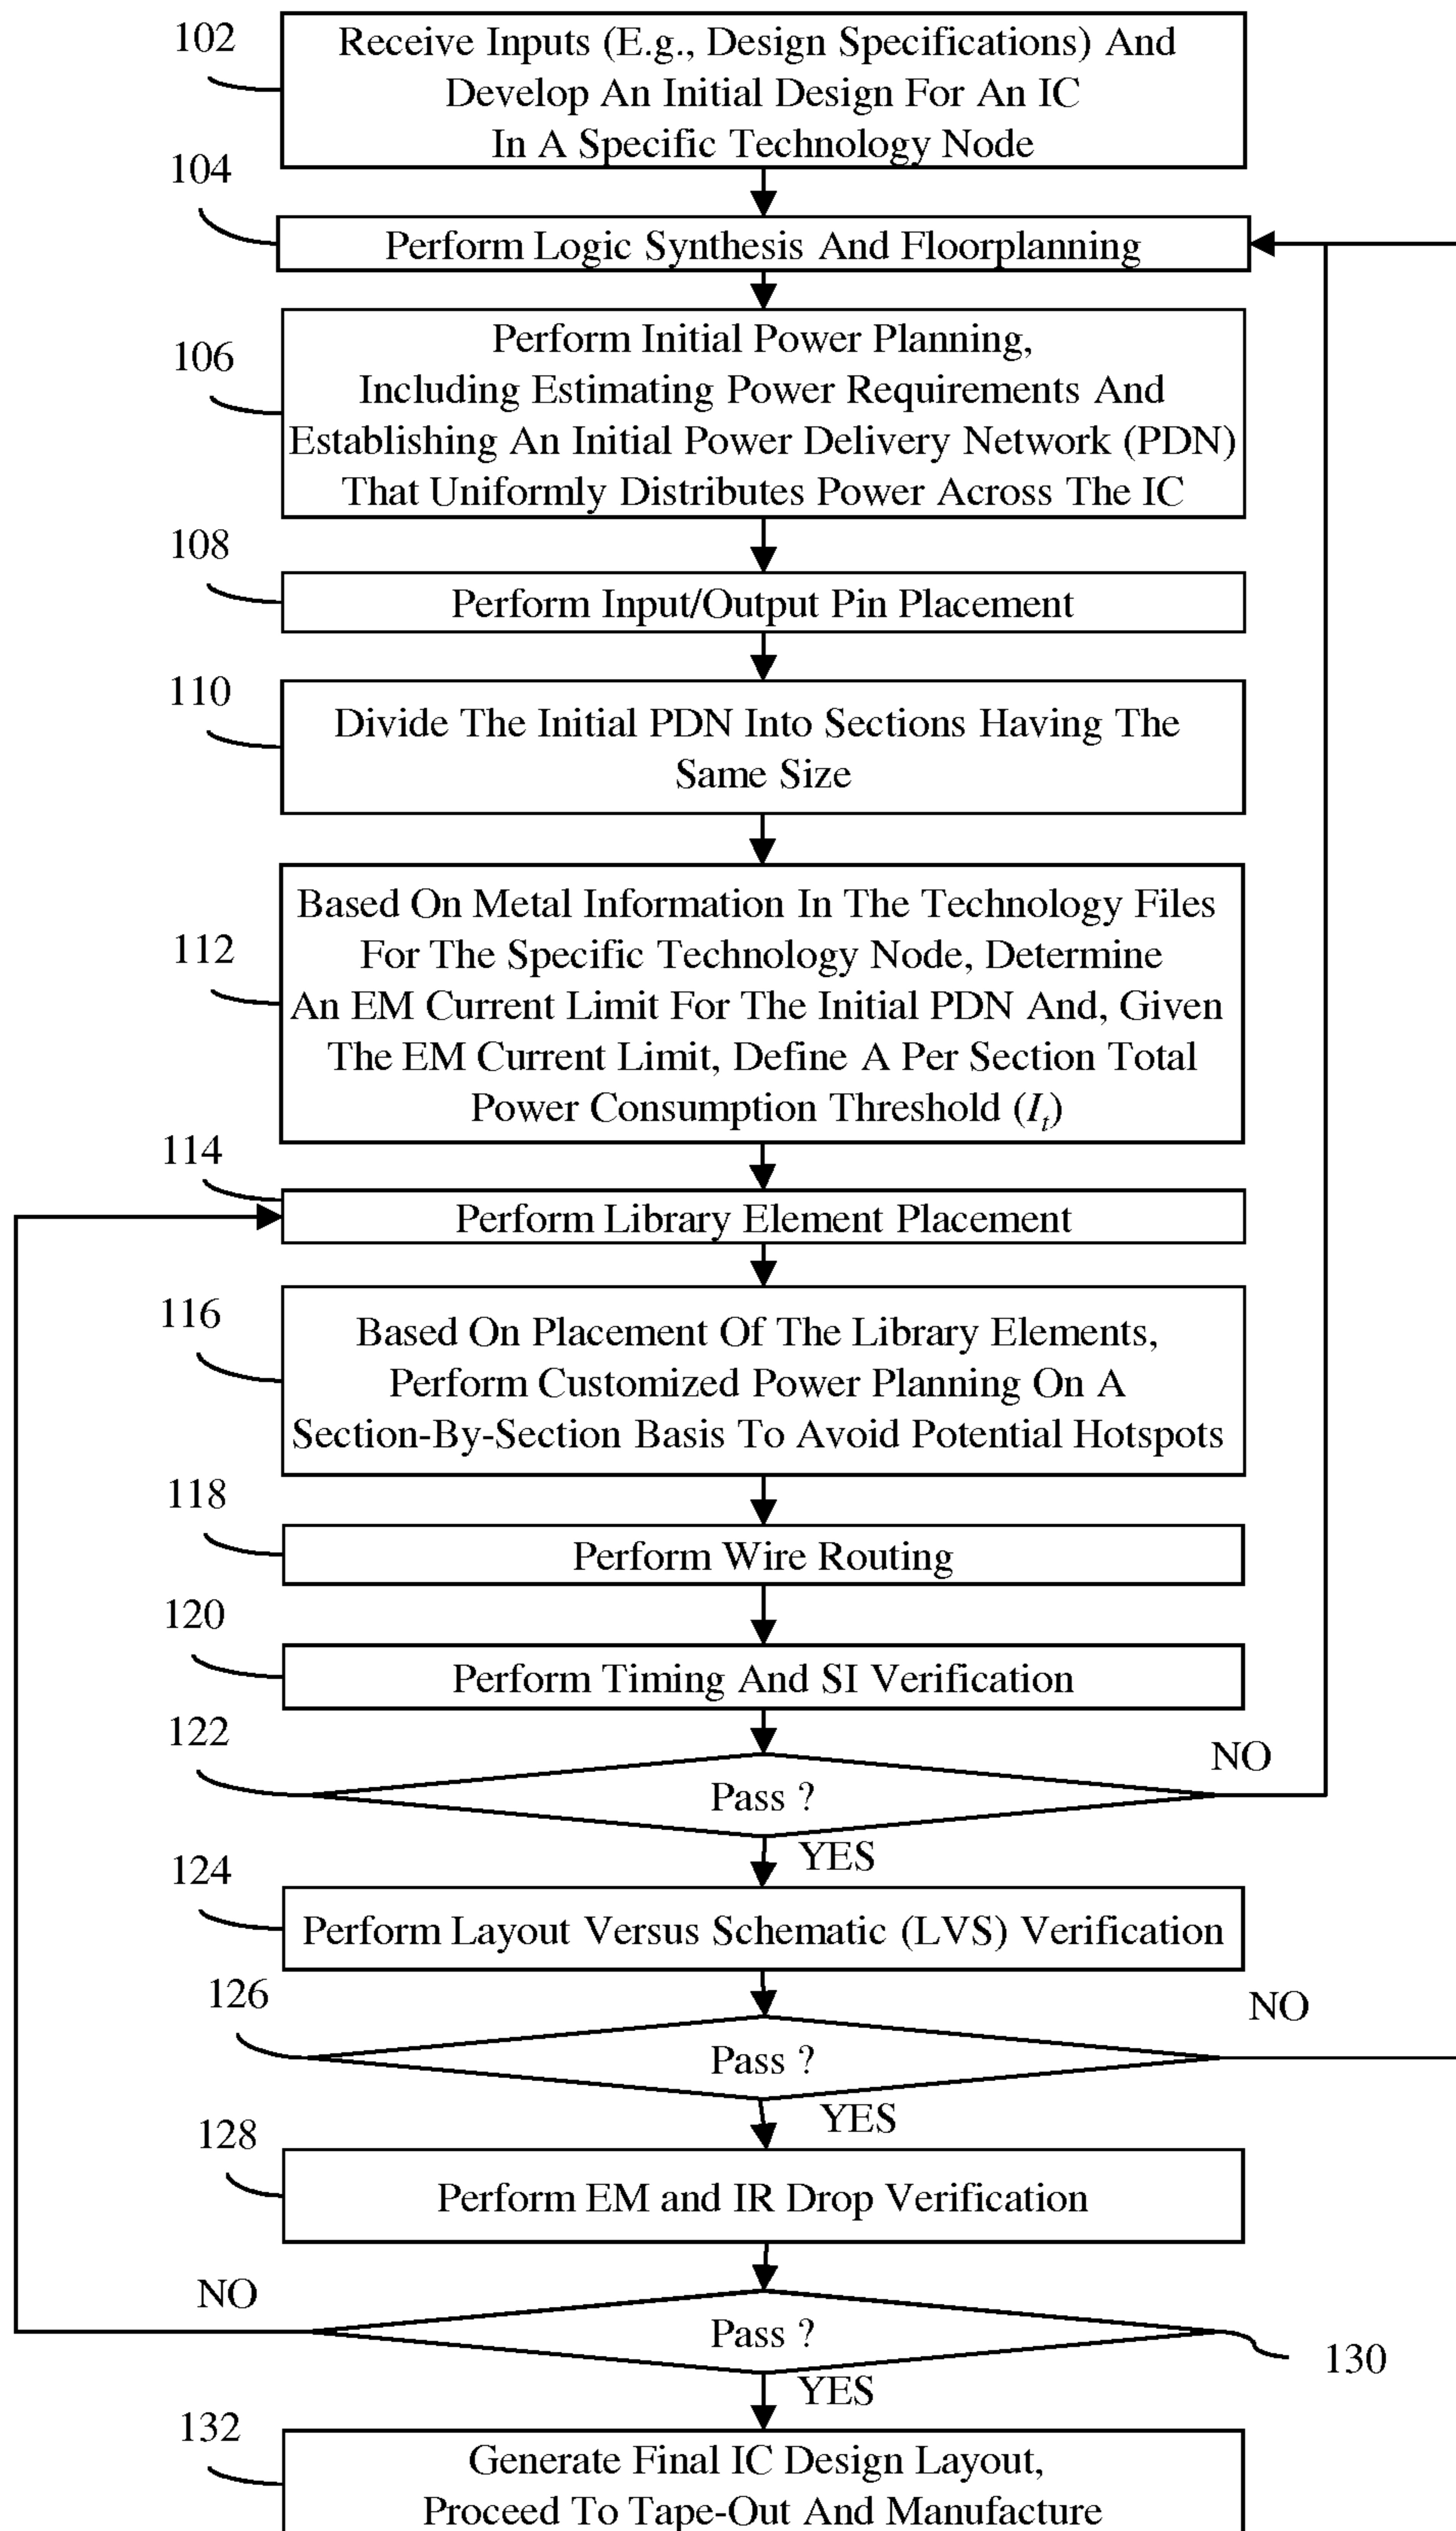 102
Receive Inputs (E.g., Design Specifications) And
Develop An Initial Design For An IC
In A Specific Technology Node
104
Perform Logic Synthesis And Floorplanning
106
Perform Initial Power Planning,
Including Estimating Power Requirements And
Establishing An Initial Power Delivery Network (PDN)
That Uniformly Distributes Power Across The IC
108
Perform Input/Output Pin Placement
110
Divide The Initial PDN Into Sections Having The
Same Size
112
Based On Metal Information In The Technology Files
For The Specific Technology Node, Determine
An EM Current Limit For The Initial PDN And, Given
The EM Current Limit, Define A Per Section Total
Power Consumption Threshold (It)
114
Perform Library Element Placement
116
Based On Placement Of The Library Elements,
Perform Customized Power Planning On A
Section-By-Section Basis To Avoid Potential Hotspots
118
Perform Wire Routing
120
Perform Timing And SI Verification
122
Pass ?
NO
YES
124
Perform Layout Versus Schematic (LVS) Verification
126
Pass ?
NO
YES
128
Perform EM and IR Drop Verification
NO
Pass ?
130
YES
132
Generate Final IC Design Layout,
Proceed To Tape-Out And Manufacture